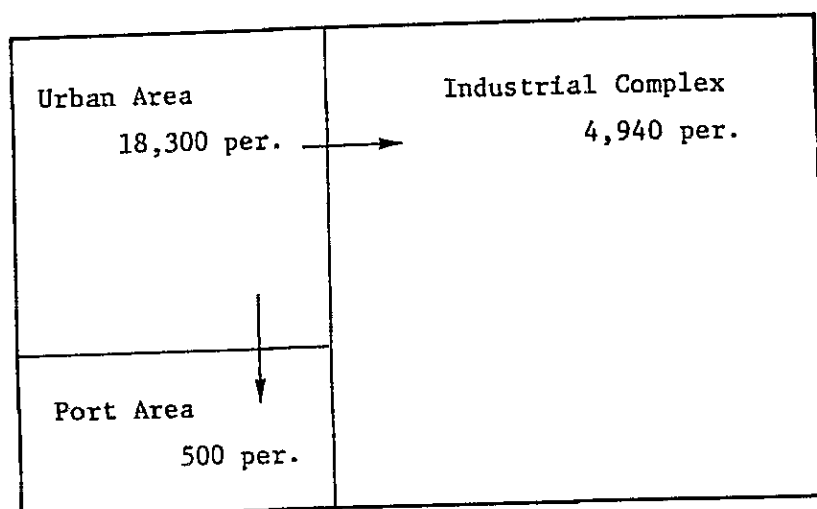 Urban Area
18,300 per.
Industrial Complex
4,940 per.
Port Area
500 per.